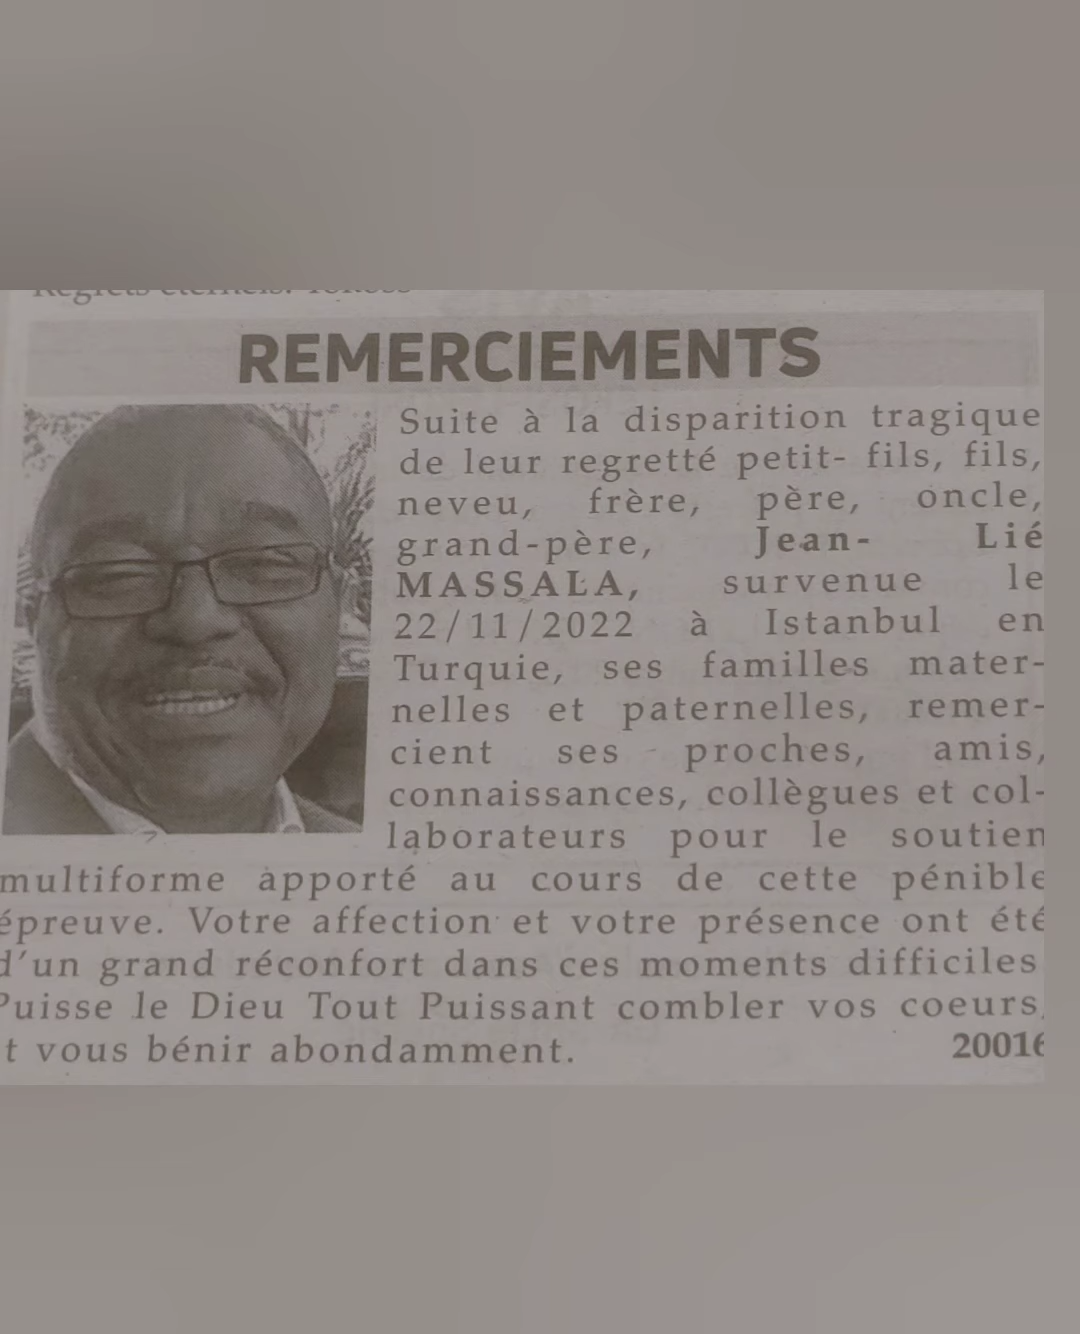 Regrets éternels.
REMERCIEMENTS
Suite à la disparition tragique
de leur regretté petit- fils, fils,
neveu, frère, père, oncle,
grand-père, Jean- Lié
MASSALA, survenue le
22/11/2022 à Istanbul en
Turquie, ses familles mater-
nelles et paternelles, remer-
cient ses proches, amis,
connaissances, collègues et col-
laborateurs pour le soutien
multiforme apporté au cours de cette pénible
épreuve. Votre affection et votre présence ont été
d'un grand réconfort dans ces moments difficiles
Puisse le Dieu Tout Puissant combler vos coeurs,
t vous bénir abondamment. 20016